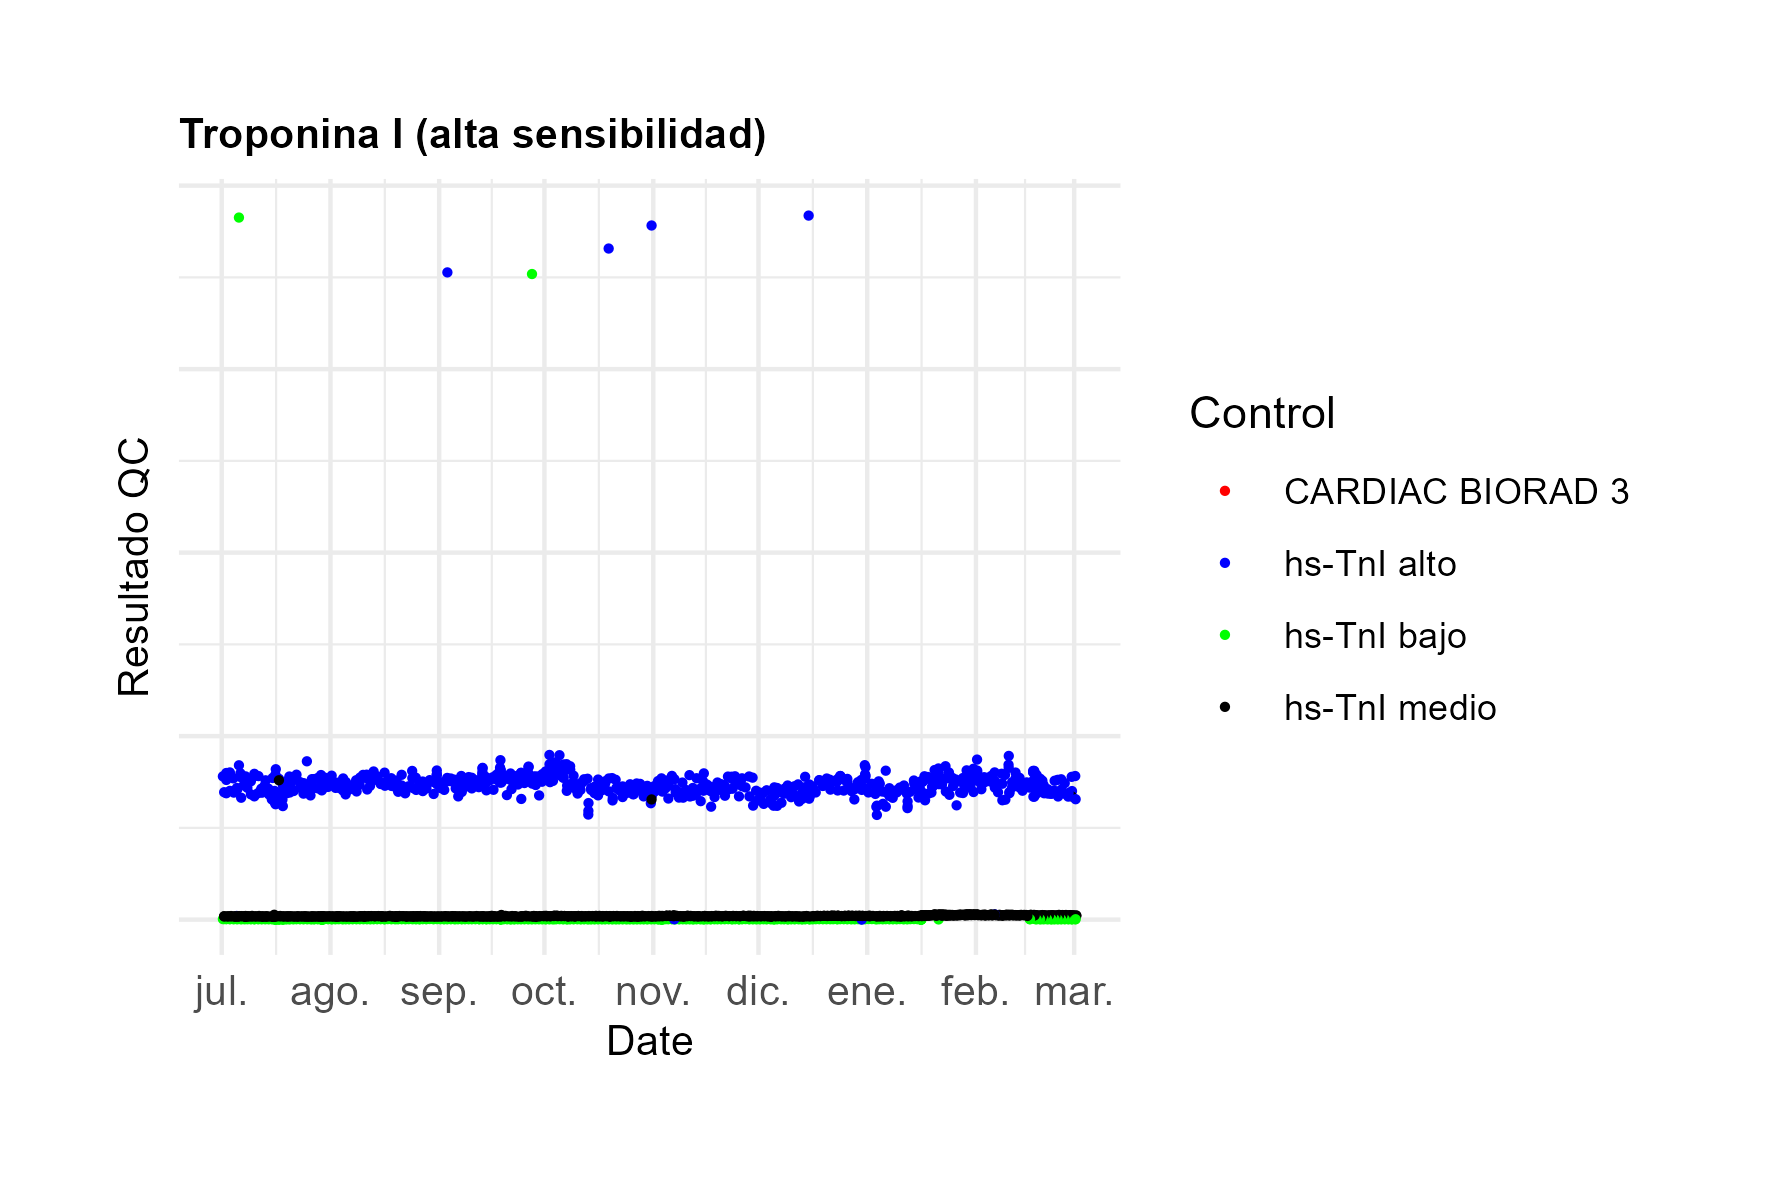 Troponina I (alta sensibilidad)
Resultado QC
jul. ago. sep. oct. nov. dic. ene. feb. mar.
Date
Control
CARDIAC BIORAD 3
hs-TnI alto
hs-TnI bajo
hs-TnI medio